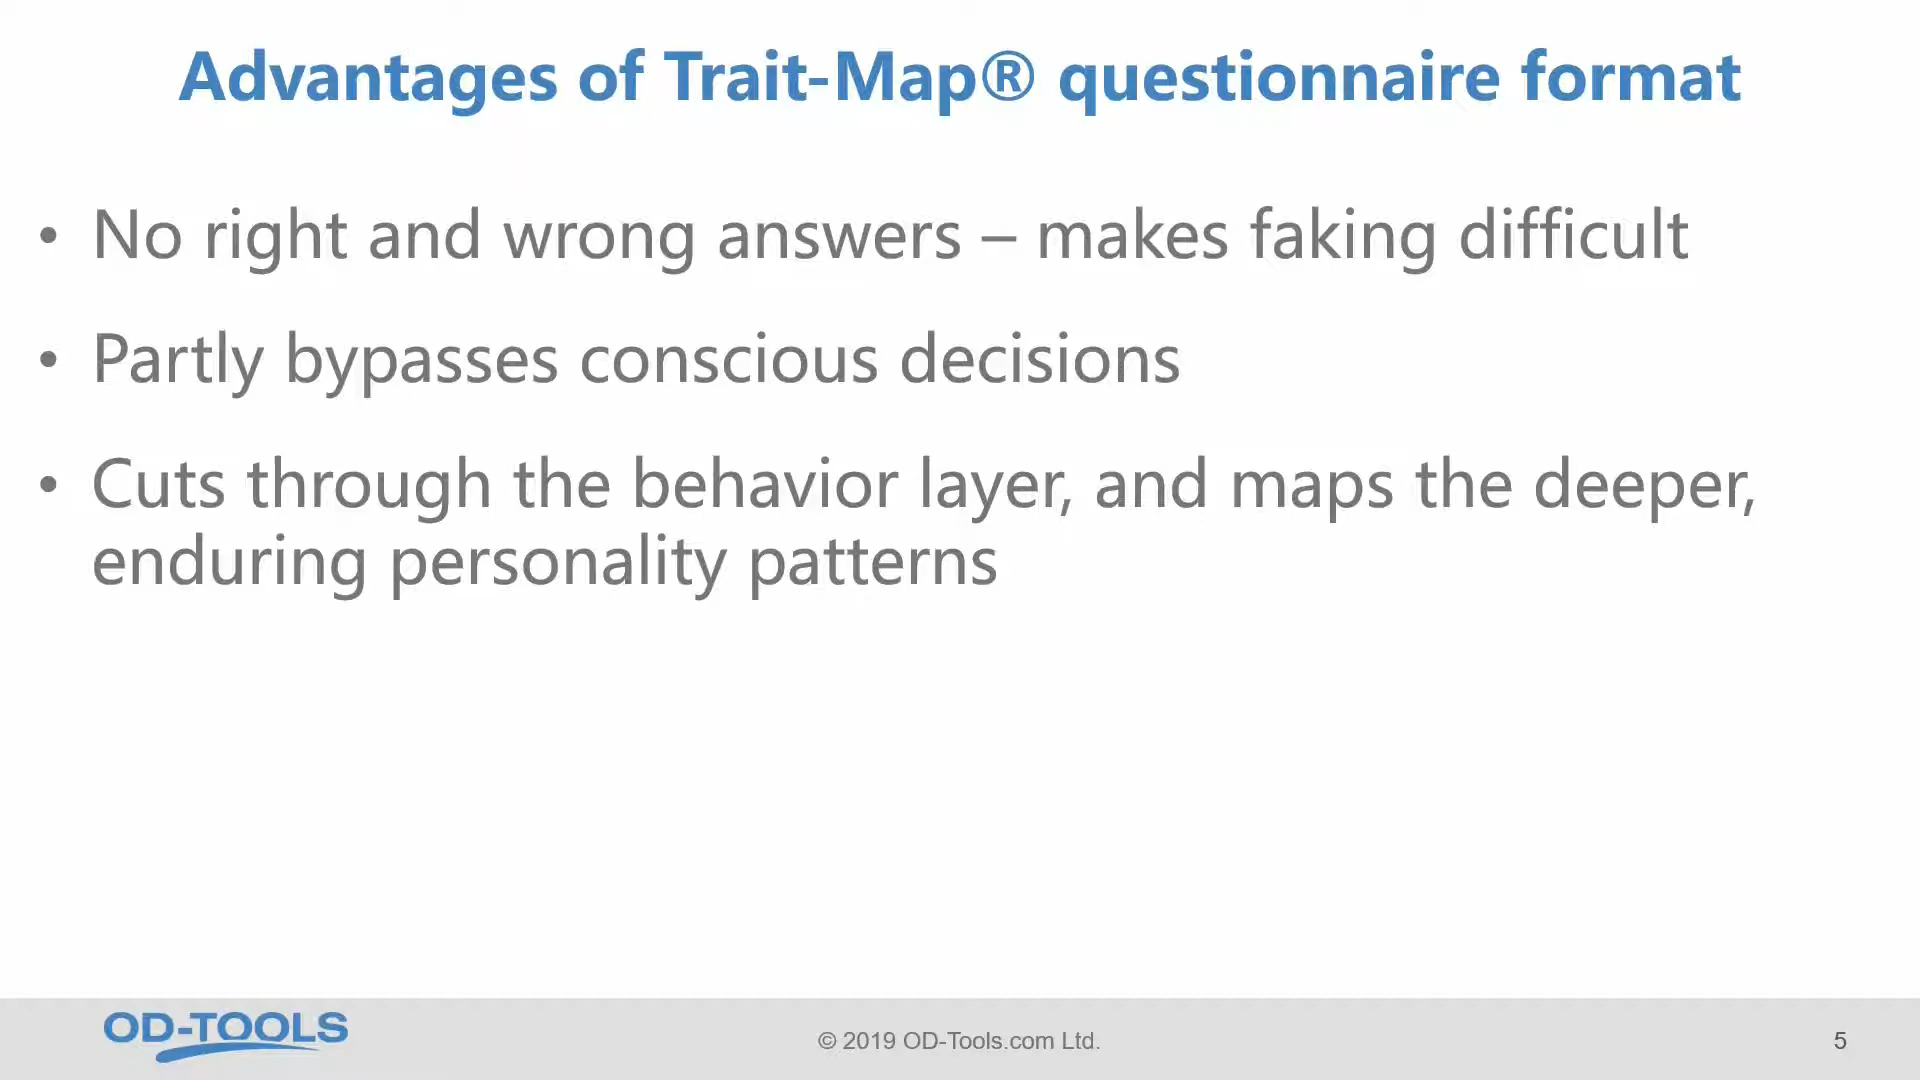 Advantages of Trait-Map® questionnaire format
• No right and wrong answers – makes faking difficult
• Partly bypasses conscious decisions
• Cuts through the behavior layer, and maps the deeper,
enduring personality patterns
OD-TOOLS
© 2019 OD-Tools.com Ltd.
5